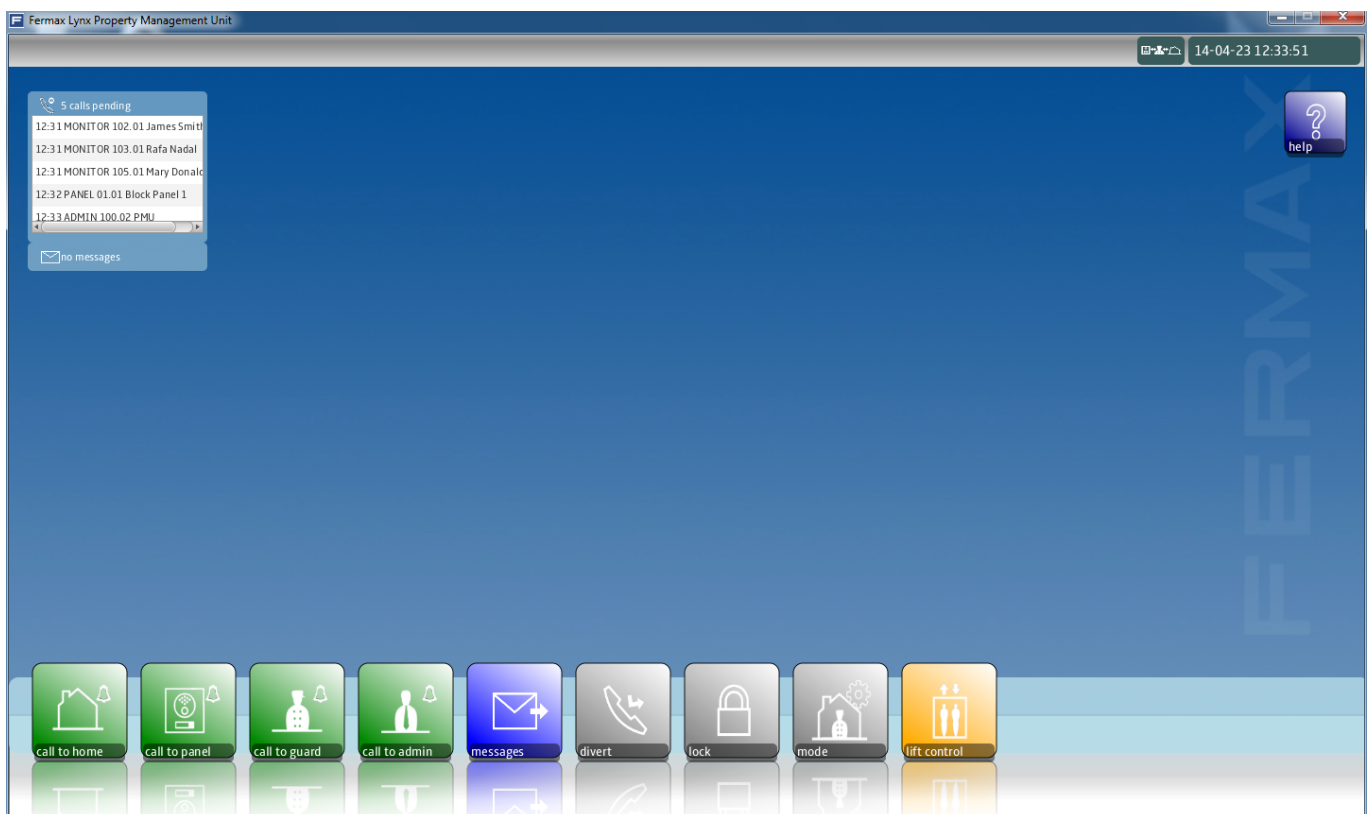 Fermax Lynx Property Management Unit
14-04-23 12:33:51
5 calls pending
12:31 MONITOR 102.01 James Smith
12:31 MONITOR 103.01 Rafa Nadal
12:31 MONITOR 105.01 Mary Donald
12:32 PANEL 01.01 Block Panel 1
12:33 ADMIN 100.02 PMU
no messages
help
FERMAX
call to home
call to panel
call to guard
call to admin
messages
divert
lock
mode
lift control